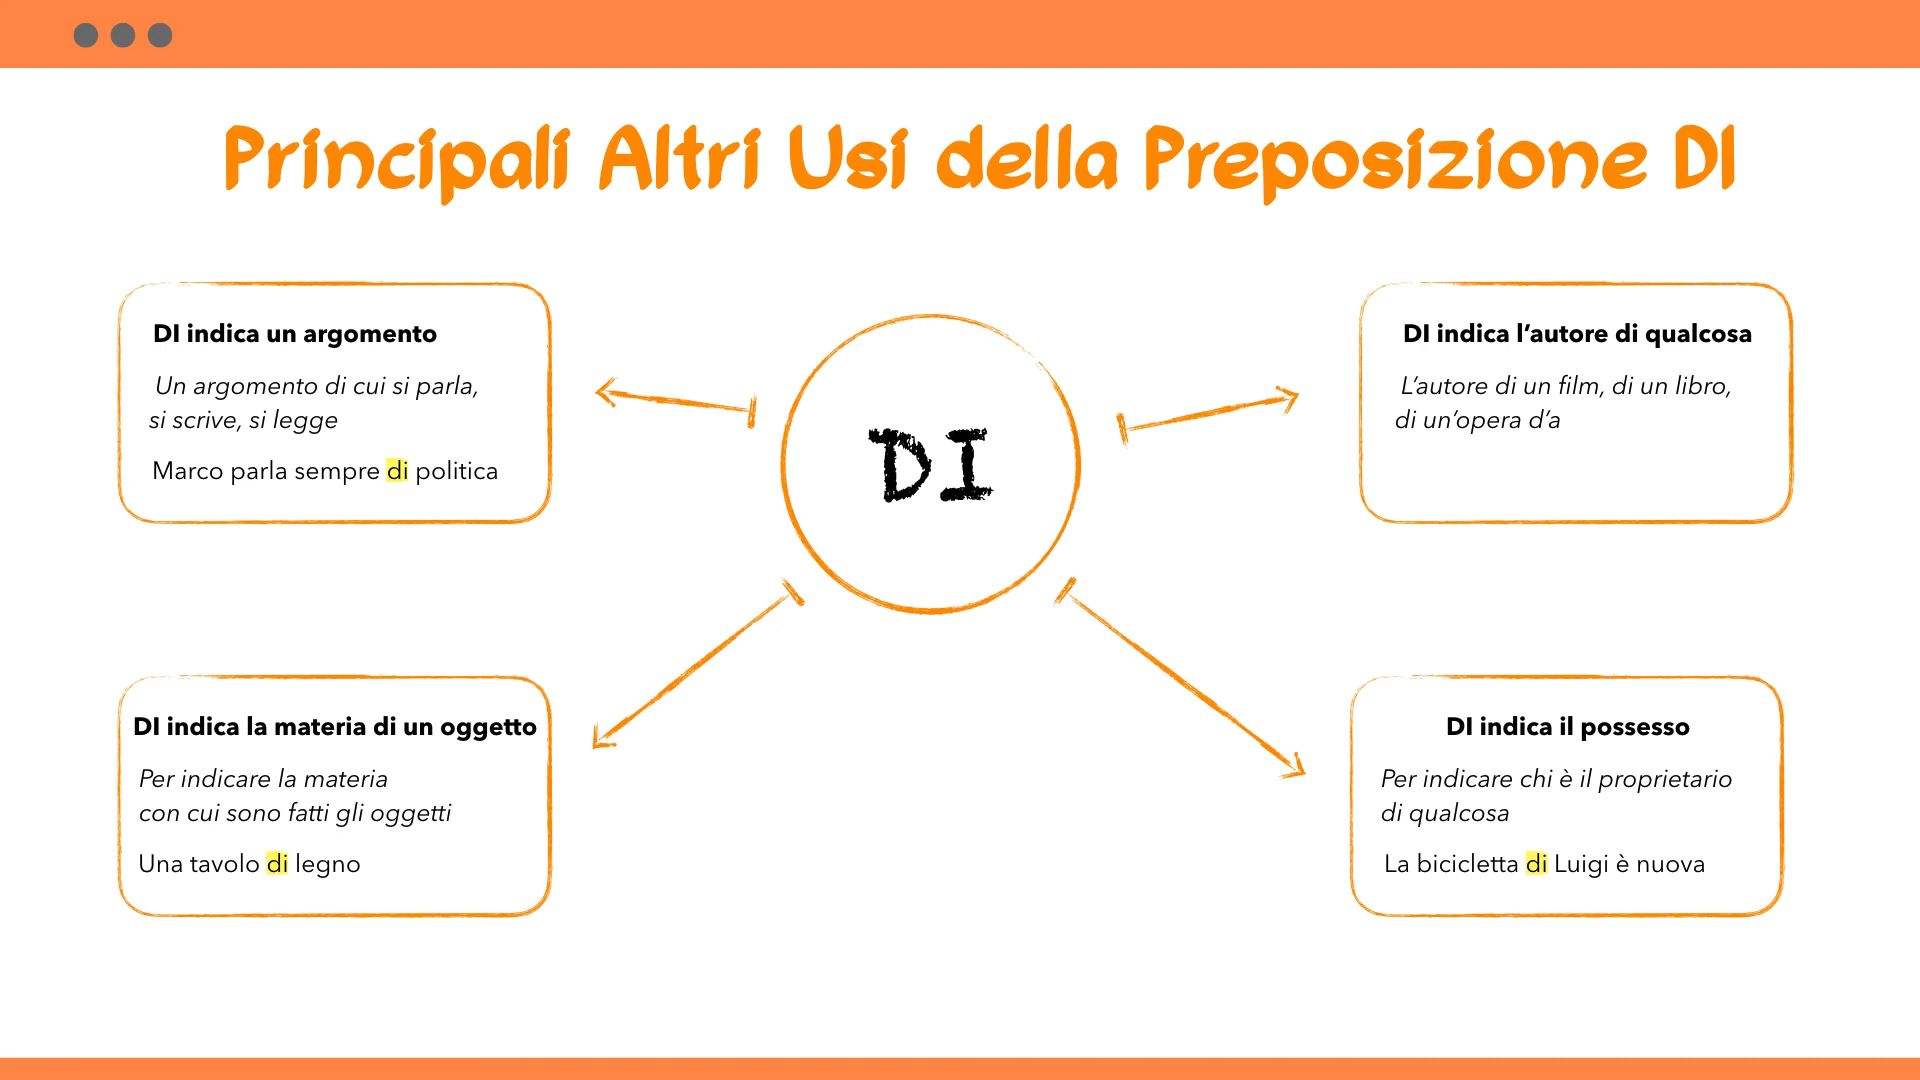 Principali Altri Usi della Preposizione DI
DI indica un argomento
Un argomento di cui si parla,
si scrive, si legge
Marco parla sempre di politica
DI
DI indica l’autore di qualcosa
L’autore di un film, di un libro,
di un’opera d’a
DI indica la materia di un oggetto
Per indicare la materia
con cui sono fatti gli oggetti
Una tavolo di legno
DI indica il possesso
Per indicare chi è il proprietario
di qualcosa
La bicicletta di Luigi è nuova